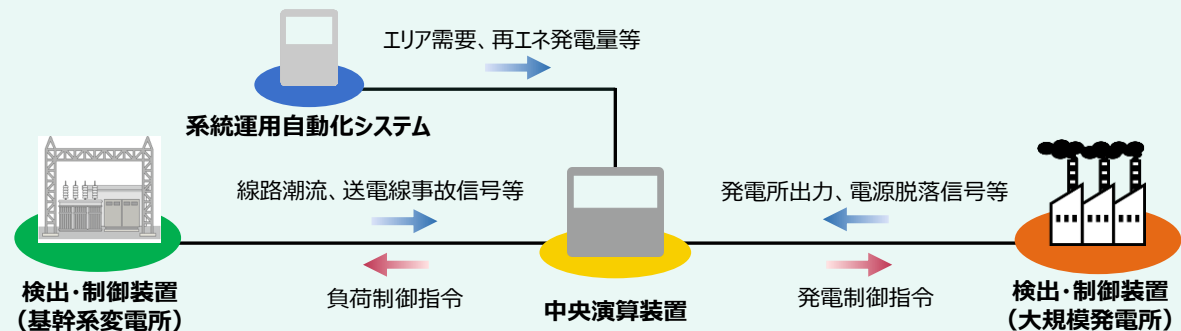 エリア需要、再エネ発電量等
系統運用自動化システム
線路潮流、送電線事故信号等
発電所出力、電源脱落信号等
負荷制御指令
発電制御指令
検出・制御装置
（基幹系変電所）
中央演算装置
検出・制御装置
（大規模発電所）